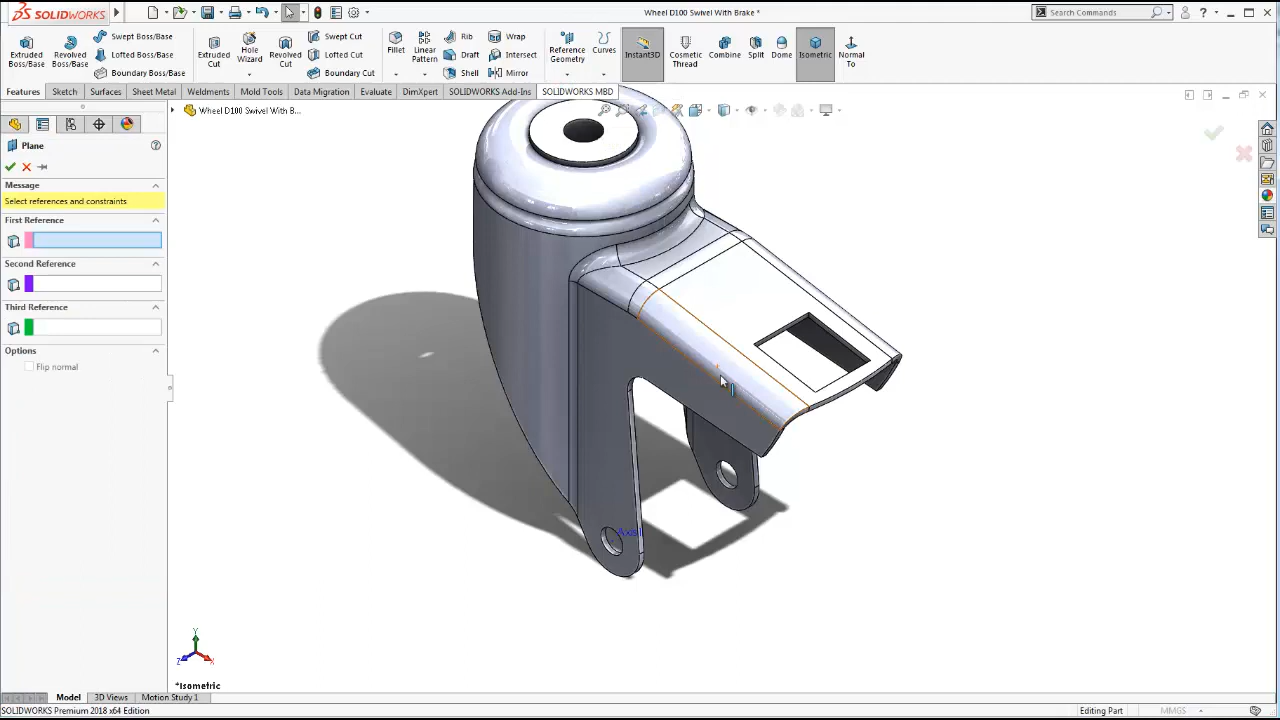 SOLIDWORKS
Wheel D100 Swivel With Brake *
Search Commands
Extruded Boss/Base
Revolved Boss/Base
Swept Boss/Base
Lofted Boss/Base
Boundary Boss/Base
Extruded Cut
Hole Wizard
Revolved Cut
Swept Cut
Lofted Cut
Boundary Cut
Fillet
Linear Pattern
Rib
Draft
Shell
Wrap
Intersect
Mirror
Reference Geometry
Curves
Instant3D
Cosmetic Thread
Combine
Split
Dome
Isometric
Normal To
Features
Sketch
Surfaces
Sheet Metal
Weldments
Mold Tools
Data Migration
Evaluate
DimXpert
SOLIDWORKS Add-Ins
SOLIDWORKS MBD
Wheel D100 Swivel With B...
Plane
Message
Select references and constraints
First Reference
Second Reference
Third Reference
Options
Flip normal
Y
Z
X
*Isometric
Model
3D Views
Motion Study 1
SOLIDWORKS Premium 2018 x64 Edition
Editing Part
MMGS